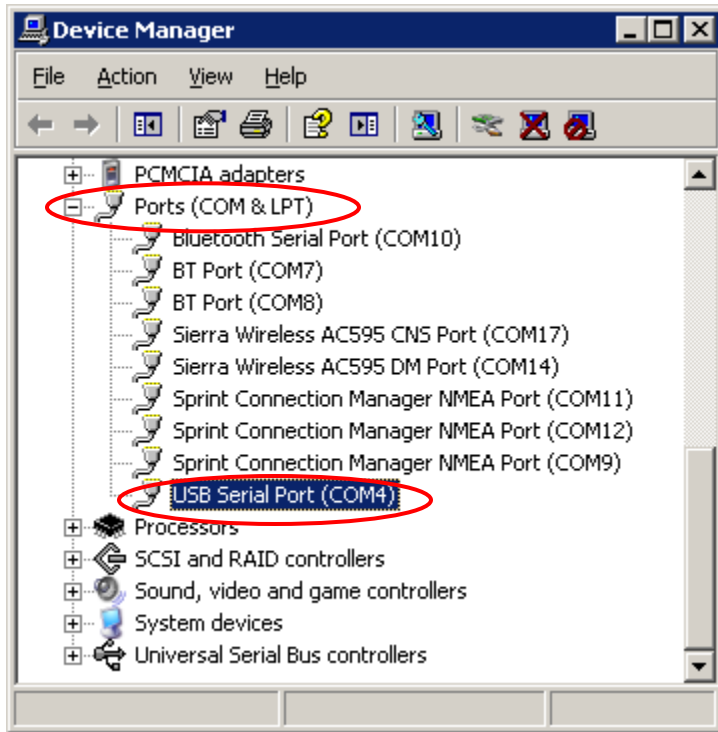 Device Manager
File Action View Help
PCMCIA adapters
Ports (COM & LPT)
Bluetooth Serial Port (COM10)
BT Port (COM7)
BT Port (COM8)
Sierra Wireless AC595 CNS Port (COM17)
Sierra Wireless AC595 DM Port (COM14)
Sprint Connection Manager NMEA Port (COM11)
Sprint Connection Manager NMEA Port (COM12)
Sprint Connection Manager NMEA Port (COM9)
USB Serial Port (COM4)
Processors
SCSI and RAID controllers
Sound, video and game controllers
System devices
Universal Serial Bus controllers